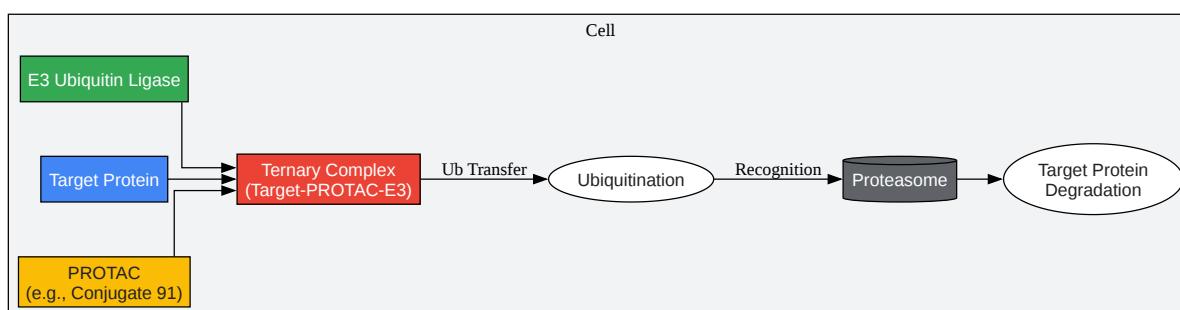 Cell
E3 Ubiquitin Ligase
Target Protein
PROTAC
(e.g., Conjugate 91)
Ternary Complex
(Target-PROTAC-E3)
Ub Transfer
Ubiquitination
Recognition
Proteasome
Target Protein
Degradation